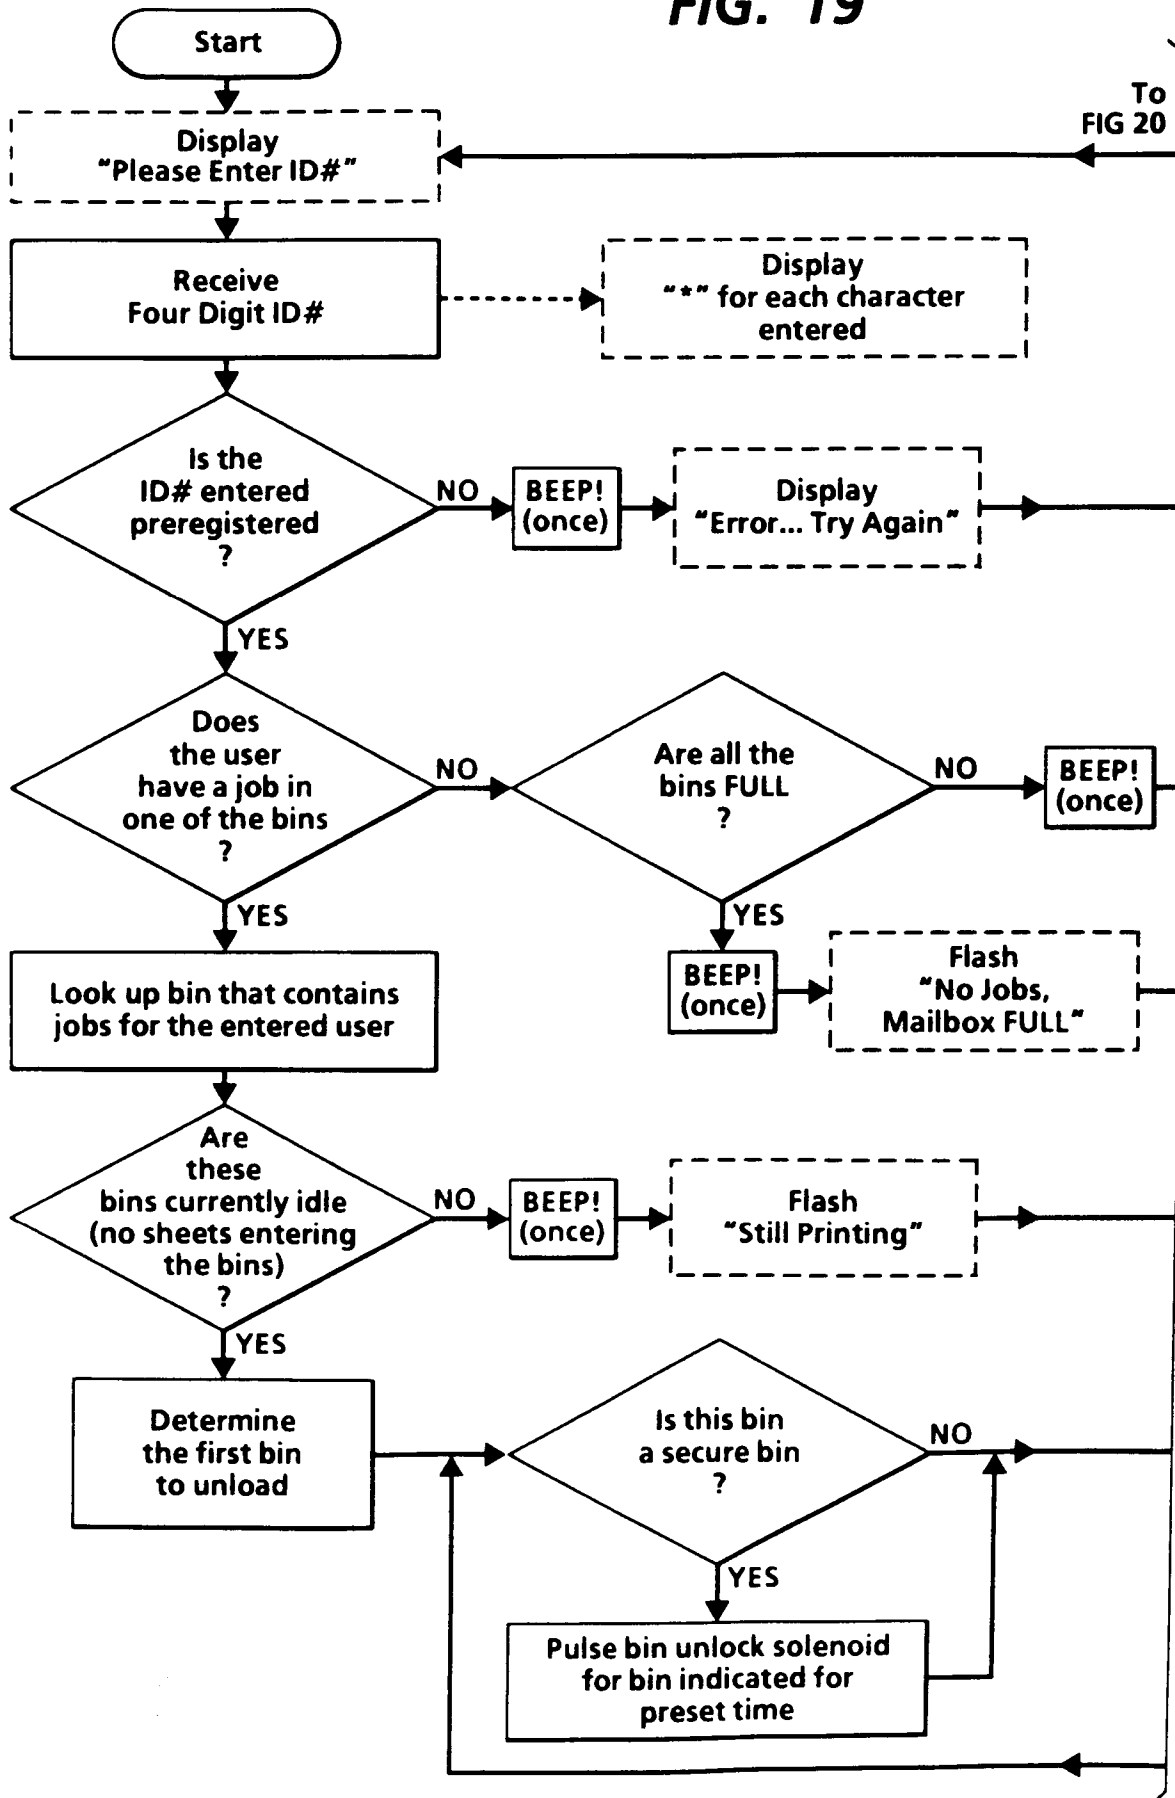 FIG. 19
Start
To
FIG 20
Display
"Please Enter ID#"
Receive
Four Digit ID#
Display
"*" for each character
entered
Is the
ID# entered
preregistered
?
NO
BEEP!
(once)
Display
"Error... Try Again"
YES
Does
the user
have a job in
one of the bins
?
NO
Are all the
bins FULL
?
NO
BEEP!
(once)
YES
YES
BEEP!
(once)
Flash
"No Jobs,
Mailbox FULL"
Look up bin that contains
jobs for the entered user
Are
these
bins currently idle
(no sheets entering
the bins)
?
NO
BEEP!
(once)
Flash
"Still Printing"
YES
Determine
the first bin
to unload
Is this bin
a secure bin
?
NO
YES
Pulse bin unlock solenoid
for bin indicated for
preset time